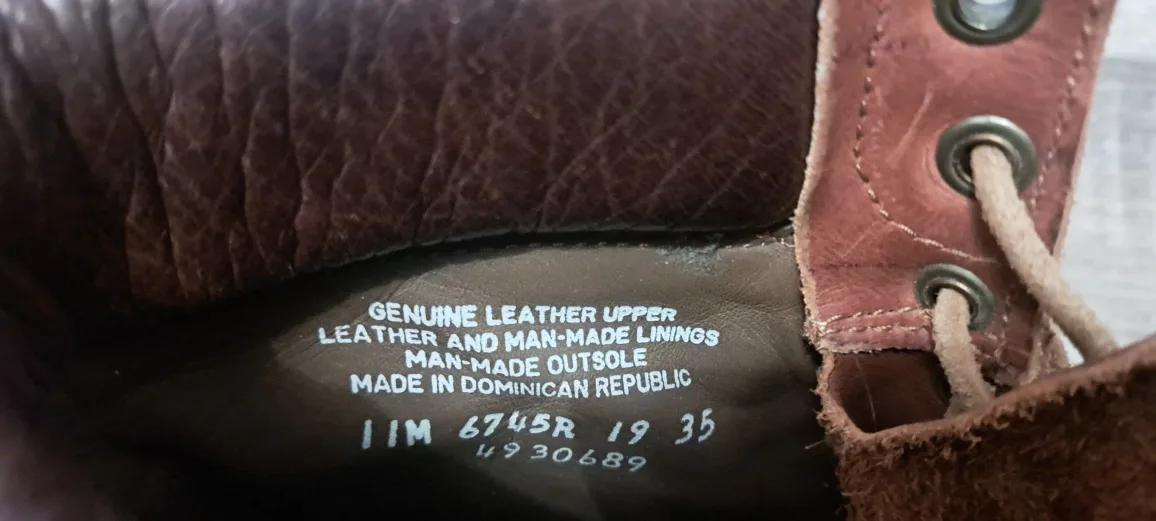 GENUINE LEATHER UPPER
LEATHER AND MAN-MADE LININGS
MAN-MADE OUTSOLE
MADE IN DOMINICAN REPUBLIC
11M 6745R 19 35
4930689